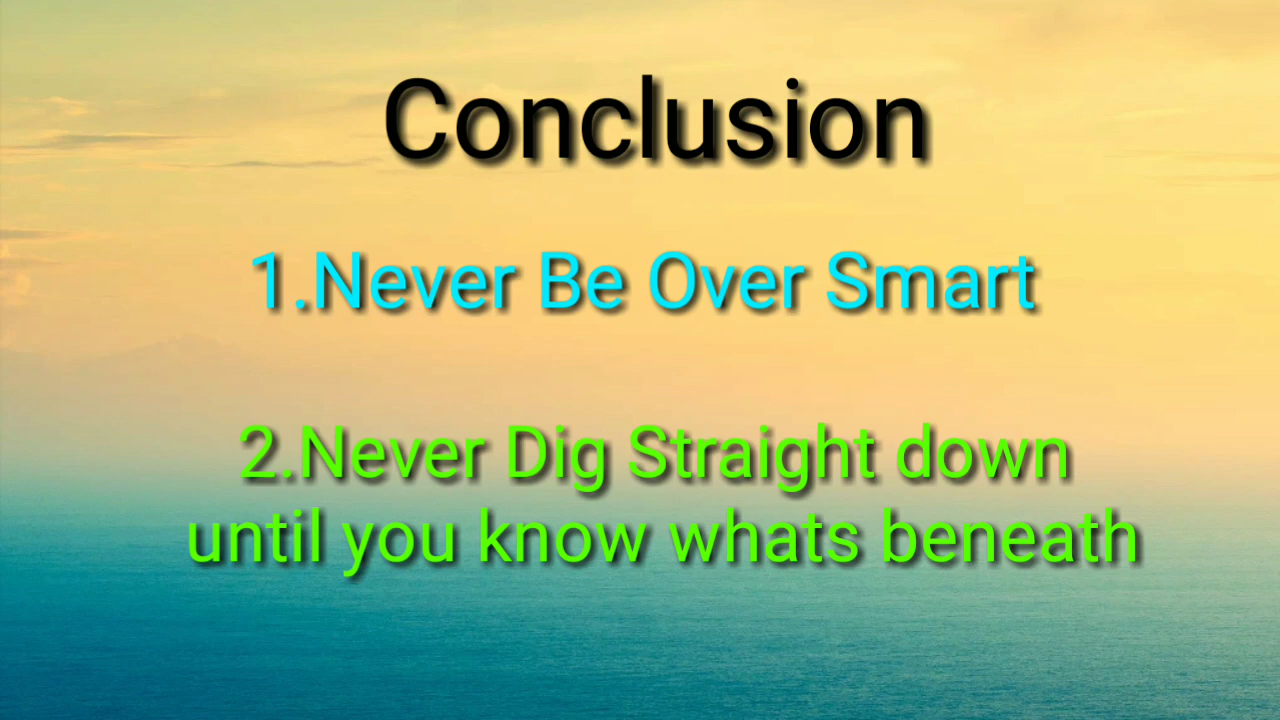 Conclusion
1.Never Be Over Smart
2.Never Dig Straight down
until you know whats beneath